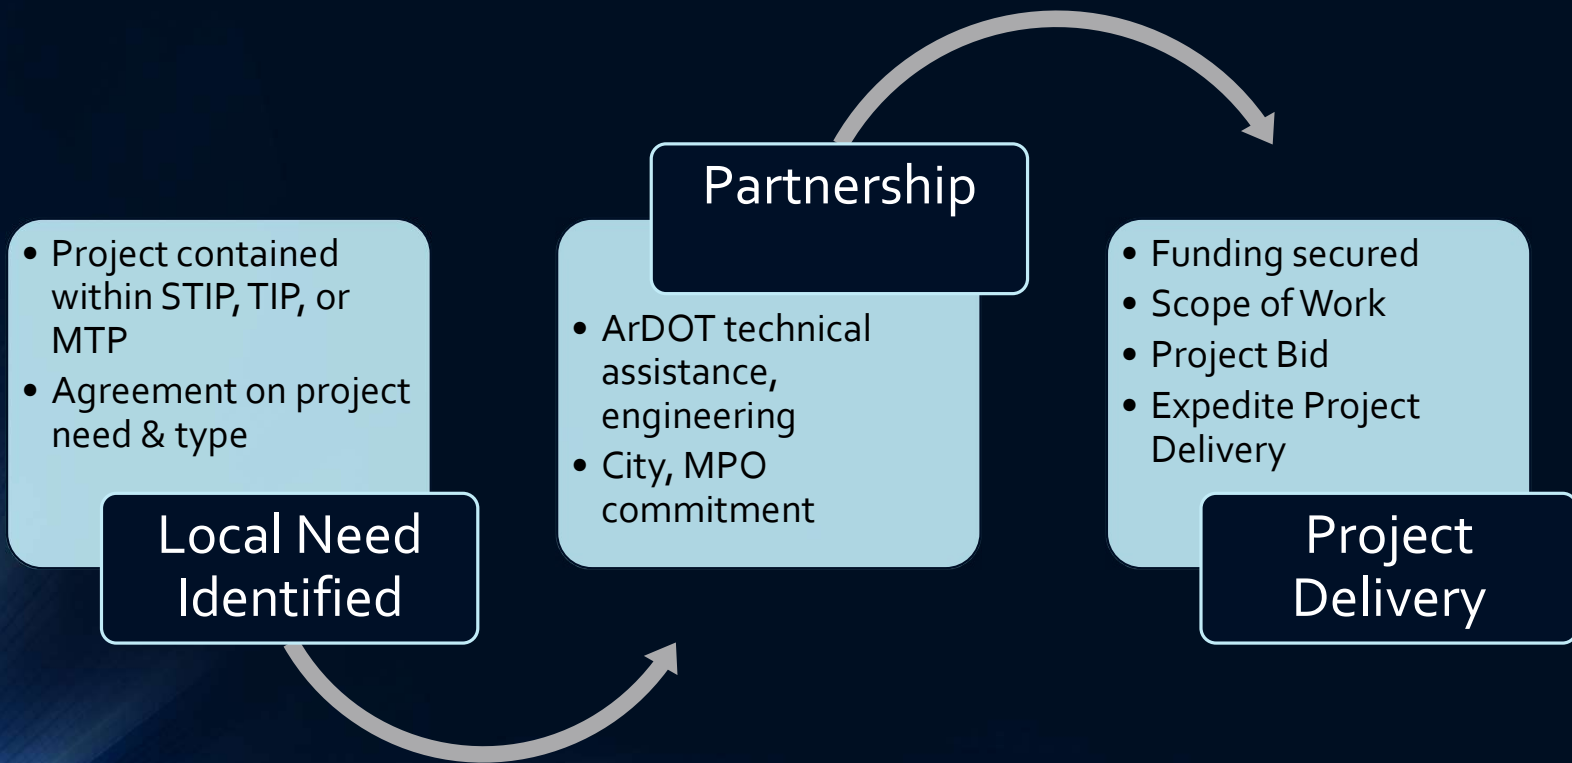 • Project contained
within STIP, TIP, or
MTP
• Agreement on project
need & type
Local Need
Identified
Partnership
• ArDOT technical
assistance,
engineering
• City, MPO
commitment
• Funding secured
• Scope of Work
• Project Bid
• Expedite Project
Delivery
Project
Delivery